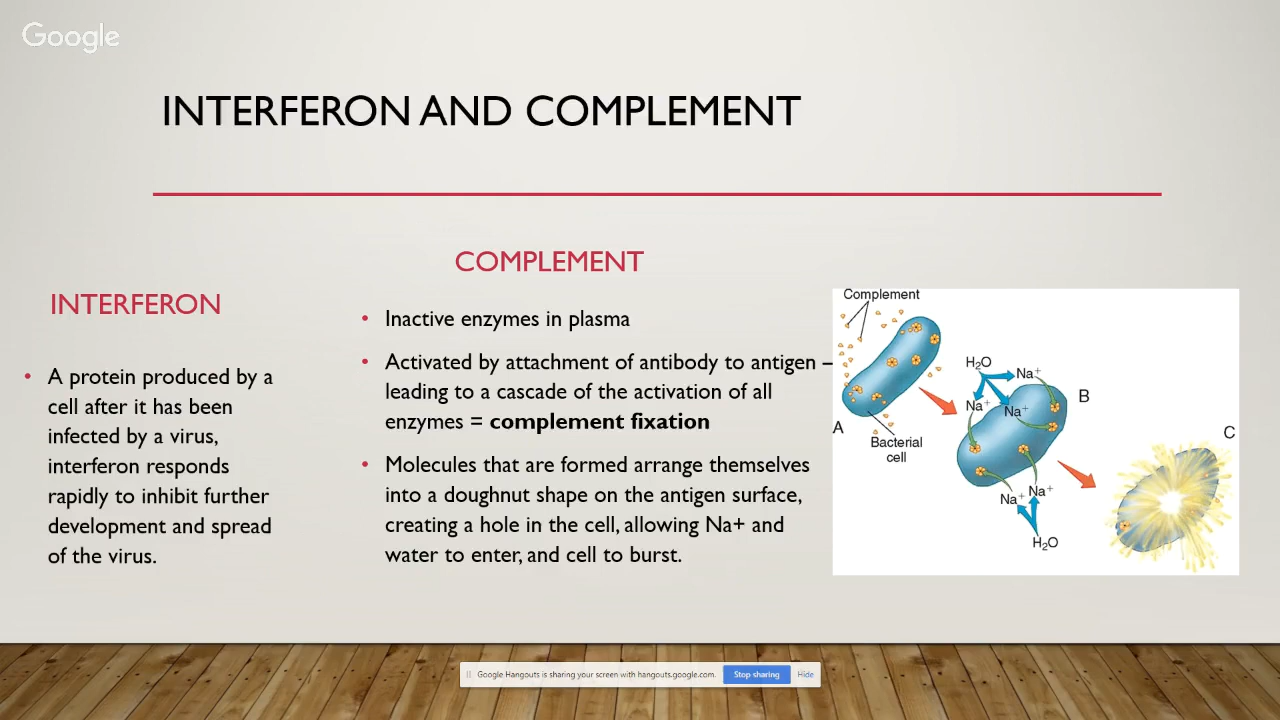 Google
INTERFERON AND COMPLEMENT
INTERFERON
• A protein produced by a
cell after it has been
infected by a virus,
interferon responds
rapidly to inhibit further
development and spread
of the virus.
COMPLEMENT
• Inactive enzymes in plasma
• Activated by attachment of antibody to antigen –
leading to a cascade of the activation of all
enzymes = complement fixation
• Molecules that are formed arrange themselves
into a doughnut shape on the antigen surface,
creating a hole in the cell, allowing Na+ and
water to enter, and cell to burst.
Complement
A
Bacterial
cell
H₂O
Na⁺
Na⁺
Na⁺
B
Na⁺
Na⁺
H₂O
C
Google Hangouts is sharing your screen with hangouts.google.com.
Stop sharing
Hide